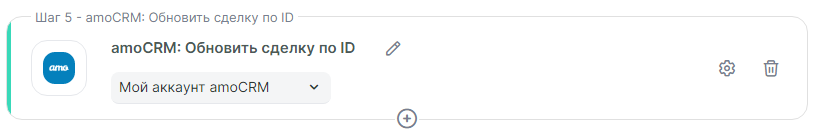 Шаг 5 - amoCRM: Обновить сделку по ID
amoCRM: Обновить сделку по ID
amo
Мой аккаунт amoCRM